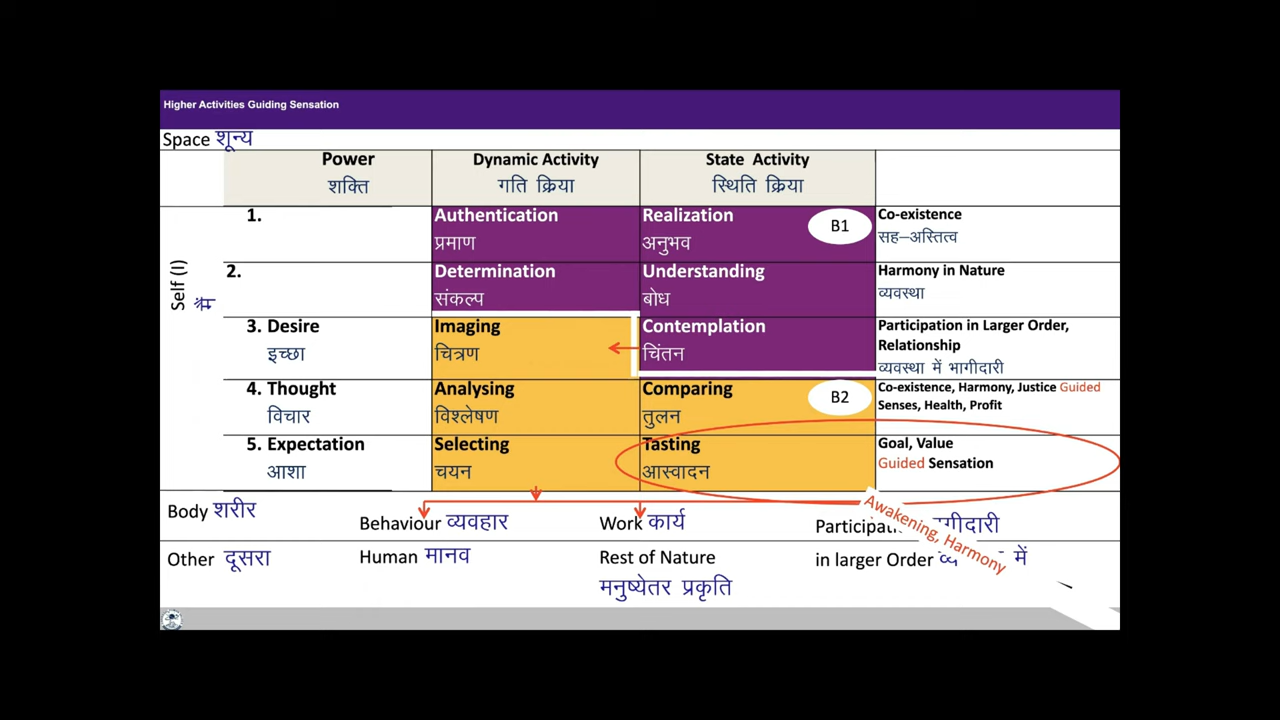 Higher Activities Guiding Sensation
Space शून्य
Power Dynamic Activity State Activity
शक्ति गति क्रिया स्थिति क्रिया
Self (I)
मैं
1. Authentication Realization B1 Co-existence
प्रमाण अनुभव सह–अस्तित्व
2. Determination Understanding Harmony in Nature
संकल्प बोध व्यवस्था
3. Desire Imaging Contemplation Participation in Larger Order,
Relationship
इच्छा चित्रण चिंतन व्यवस्था में भागीदारी
4. Thought Analysing Comparing B2 Co-existence, Harmony, Justice Guided
Senses, Health, Profit
विचार विश्लेषण तुलन
5. Expectation Selecting Tasting Goal, Value
Guided Sensation
आशा चयन आस्वादन
Body शरीर
Behaviour व्यवहार Work कार्य
Awakening, Harmony
Other दूसरा Human मानव Rest of Nature in larger Order में
मनुष्येतर प्रकृति